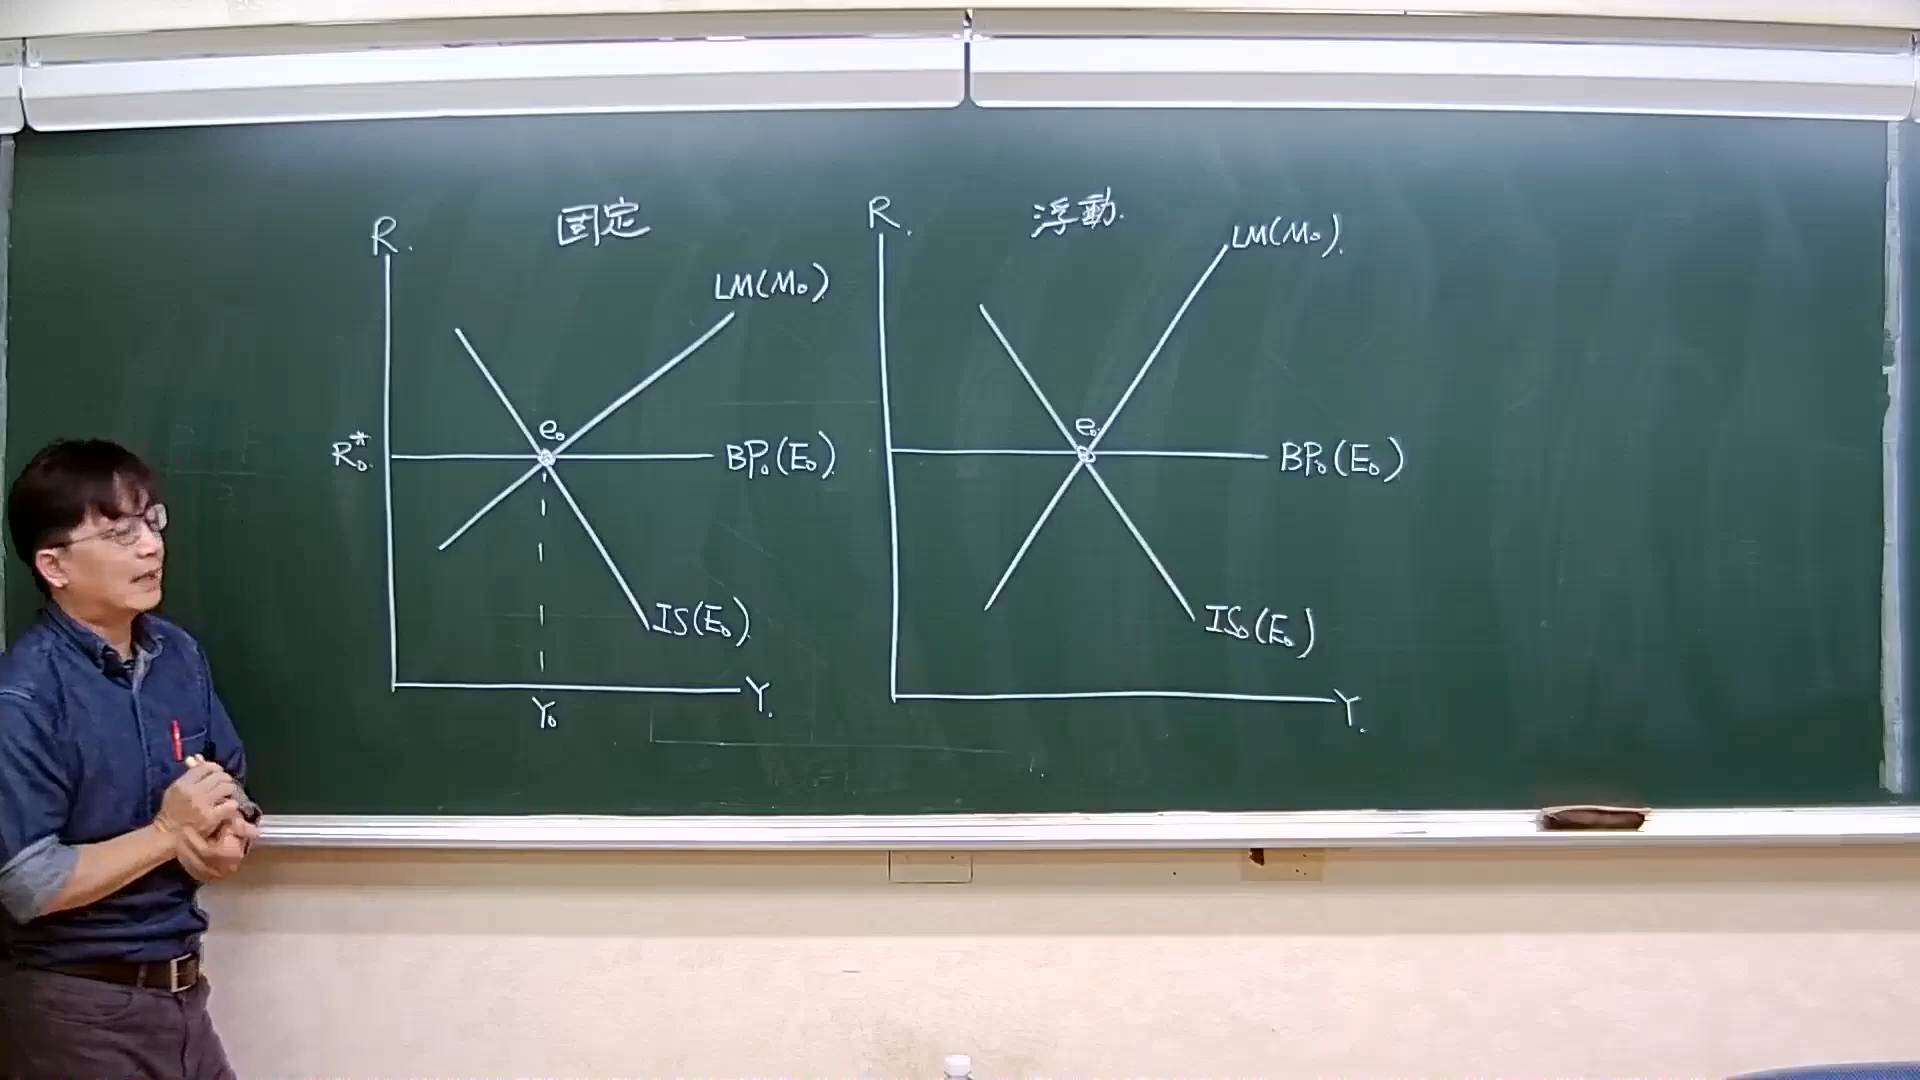 固定
R.
LM(M₀)
R₀*
e₀
BP₀(E₀)
IS(E₀)
Y.
Y₀
浮動.
R.
LM(M₀).
e₀
BP₀(E₀)
IS₀(E₀)
Y.